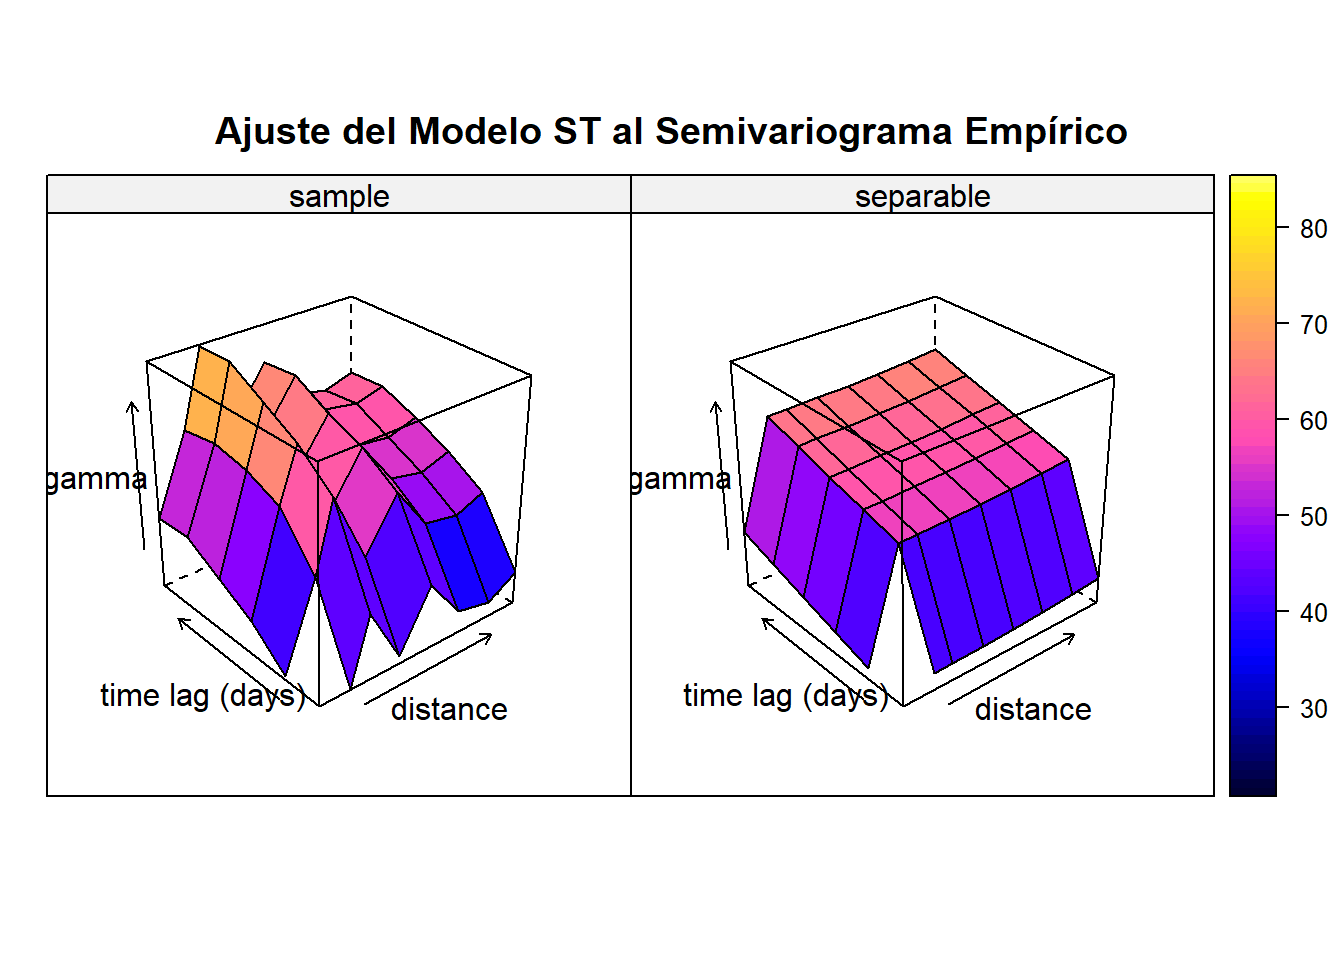 Ajuste del Modelo ST al Semivariograma Empírico
sample
separable
gamma
time lag (days)
distance
gamma
time lag (days)
distance
80
70
60
50
40
30